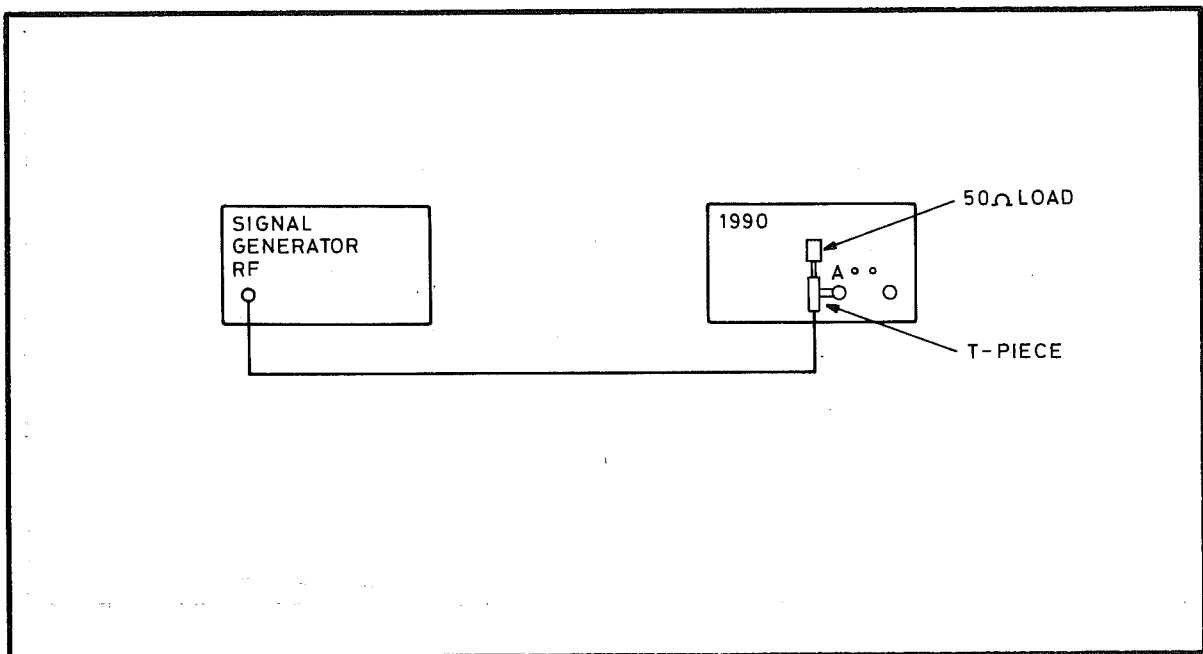 SIGNAL
GENERATOR
RF
1990
A
50Ω LOAD
T-PIECE